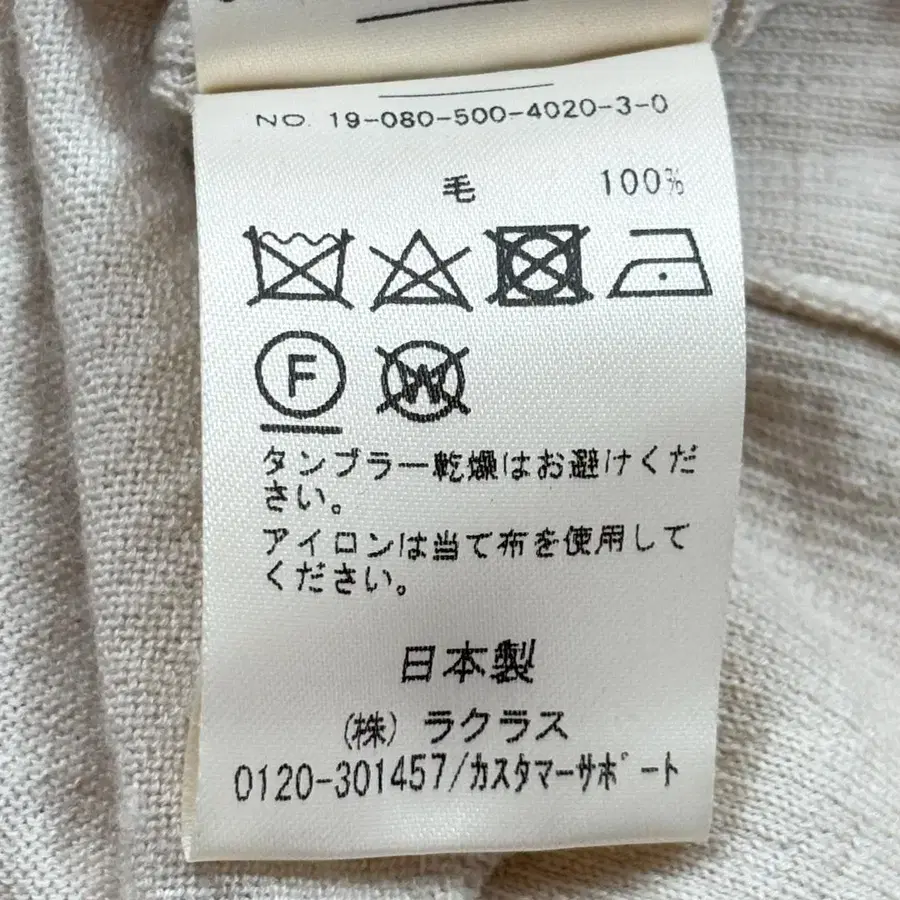 NO. 19-080-500-4020-3-0
毛 100%
F W
タンブラー乾燥はお避けくだ
さい。
アイロンは当て布を使用して
ください。
日本製
(株) ラクラス
0120-301457/カスタマーサポート